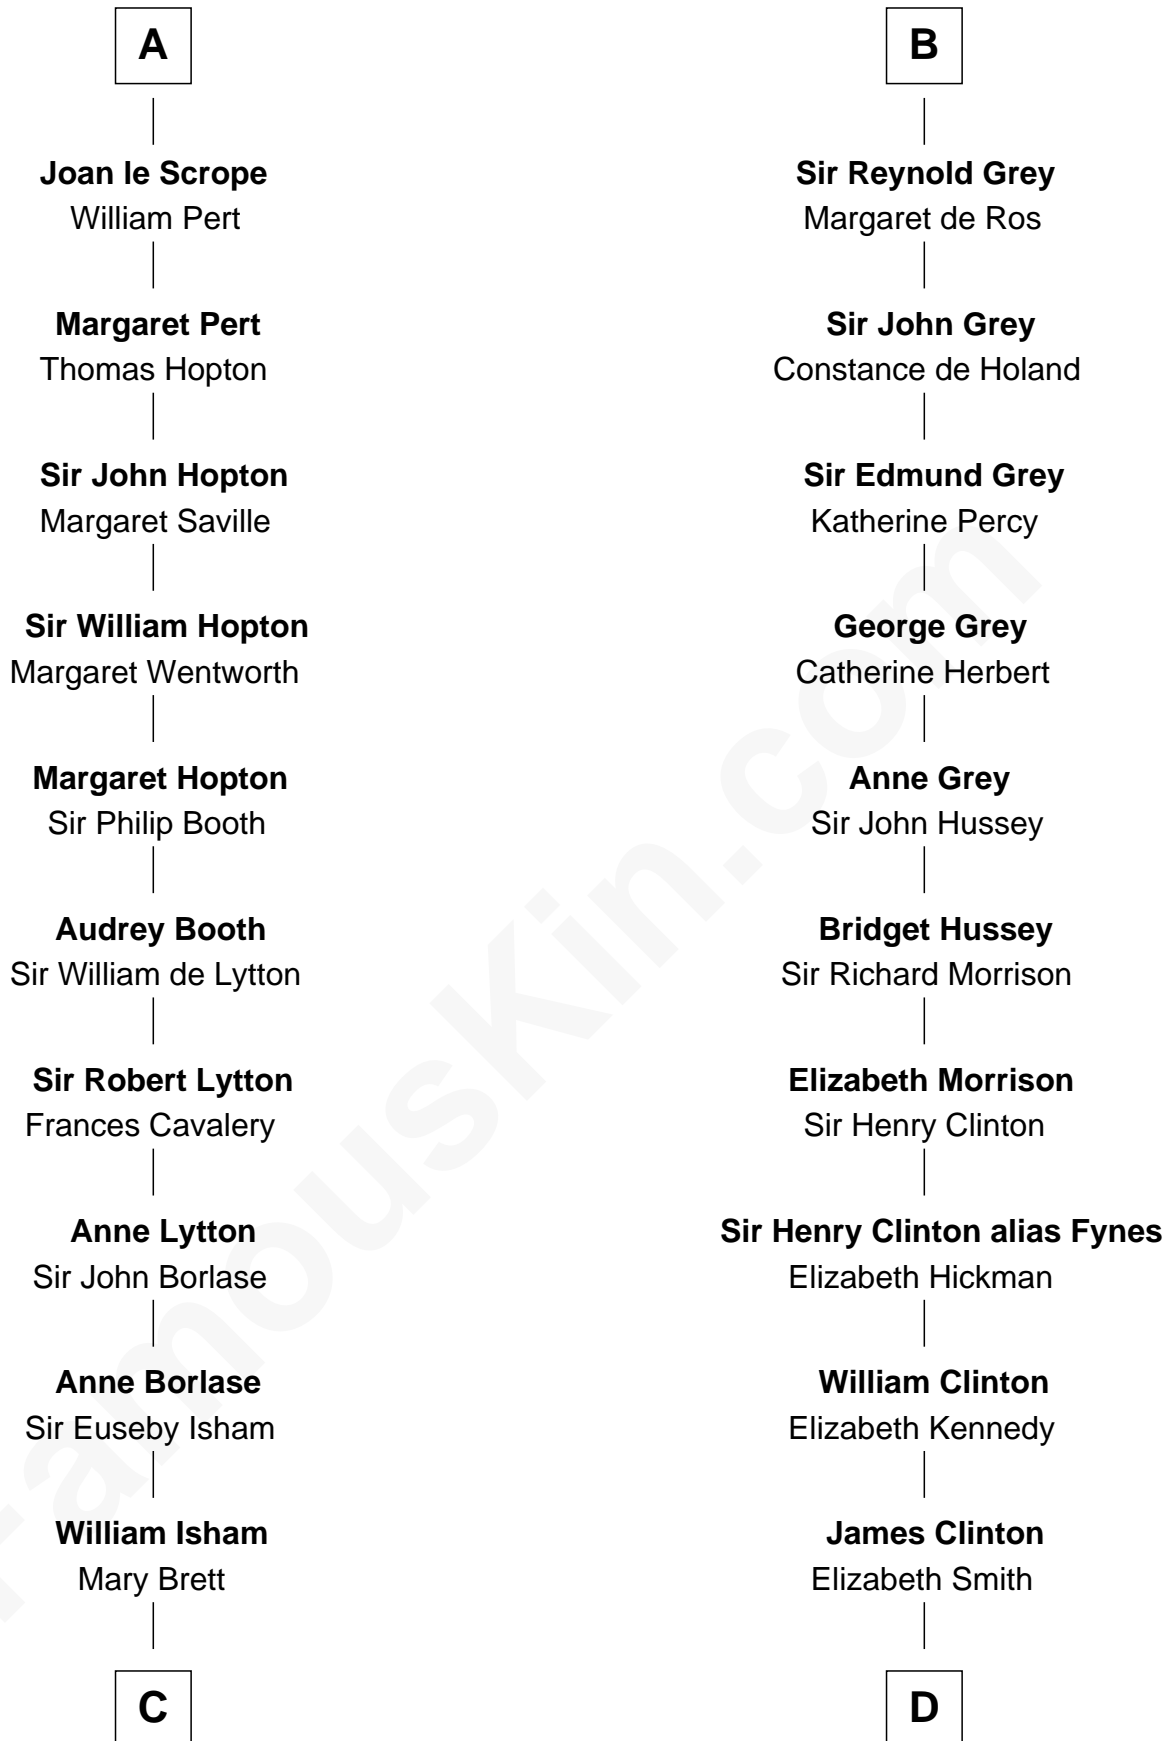 A
Joan le Scrope
William Pert
Margaret Pert
Thomas Hopton
Sir John Hopton
Margaret Saville
Sir William Hopton
Margaret Wentworth
Margaret Hopton
Sir Philip Booth
Audrey Booth
Sir William de Lytton
Sir Robert Lytton
Frances Cavalery
Anne Lytton
Sir John Borlase
Anne Borlase
Sir Euseby Isham
William Isham
Mary Brett
C
B
Sir Reynold Grey
Margaret de Ros
Sir John Grey
Constance de Holand
Sir Edmund Grey
Katherine Percy
George Grey
Catherine Herbert
Anne Grey
Sir John Hussey
Bridget Hussey
Sir Richard Morrison
Elizabeth Morrison
Sir Henry Clinton
Sir Henry Clinton alias Fynes
Elizabeth Hickman
William Clinton
Elizabeth Kennedy
James Clinton
Elizabeth Smith
D
FamousKin.com